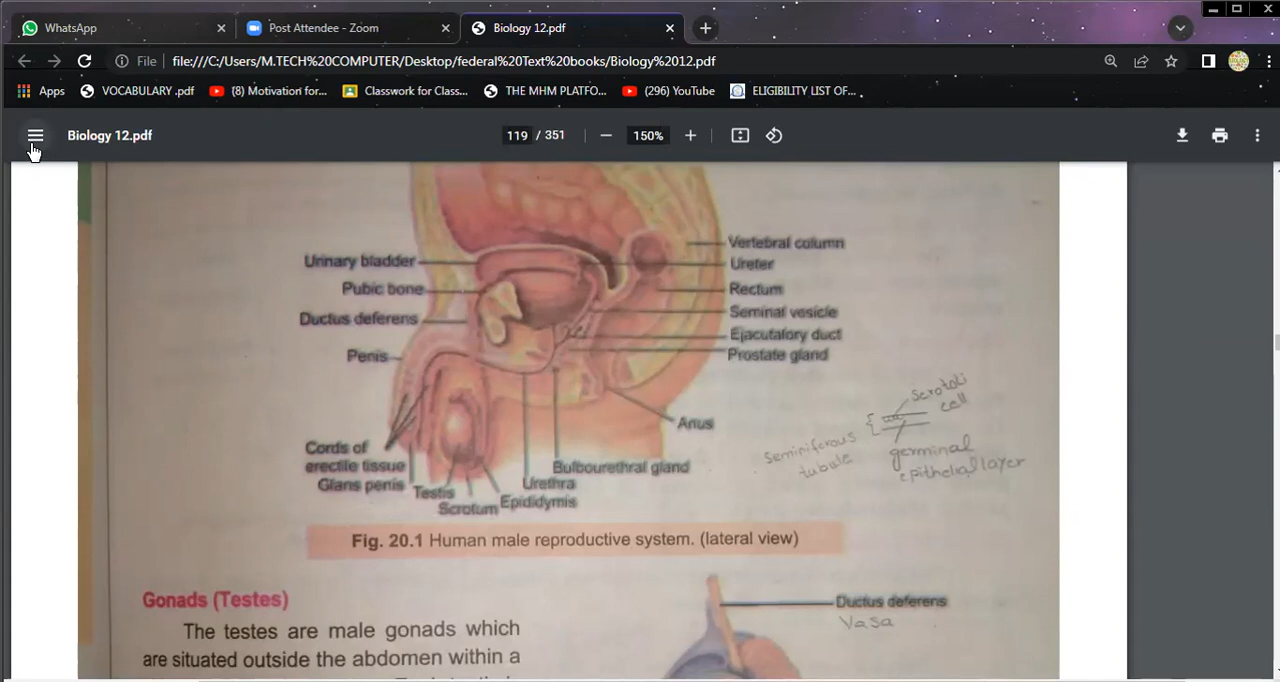 WhatsApp
Post Attendee - Zoom
Biology 12.pdf
File file:///C:/Users/M.TECH%20COMPUTER/Desktop/federal%20Text%20books/Biology%2012.pdf
Apps VOCABULARY .pdf (8) Motivation for... Classwork for Class... THE MHM PLATFO... (296) YouTube ELIGIBILITY LIST OF...
Biology 12.pdf 119 / 351 150%
Vertebral column
Urinary bladder
Ureter
Pubic bone
Rectum
Seminal vesicle
Ductus deferens
Ejaculatory duct
Penis
Prostate gland
Scrotoli
cell
Anus
Seminiferous
tubule
germinal
epithelial layer
Cords of
erectile tissue
Glans penis
Bulbourethral gland
Urethra
Testis
Epididymis
Scrotum
Fig. 20.1 Human male reproductive system. (lateral view)
Gonads (Testes)
Ductus deferens
Vasa
The testes are male gonads which
are situated outside the abdomen within a